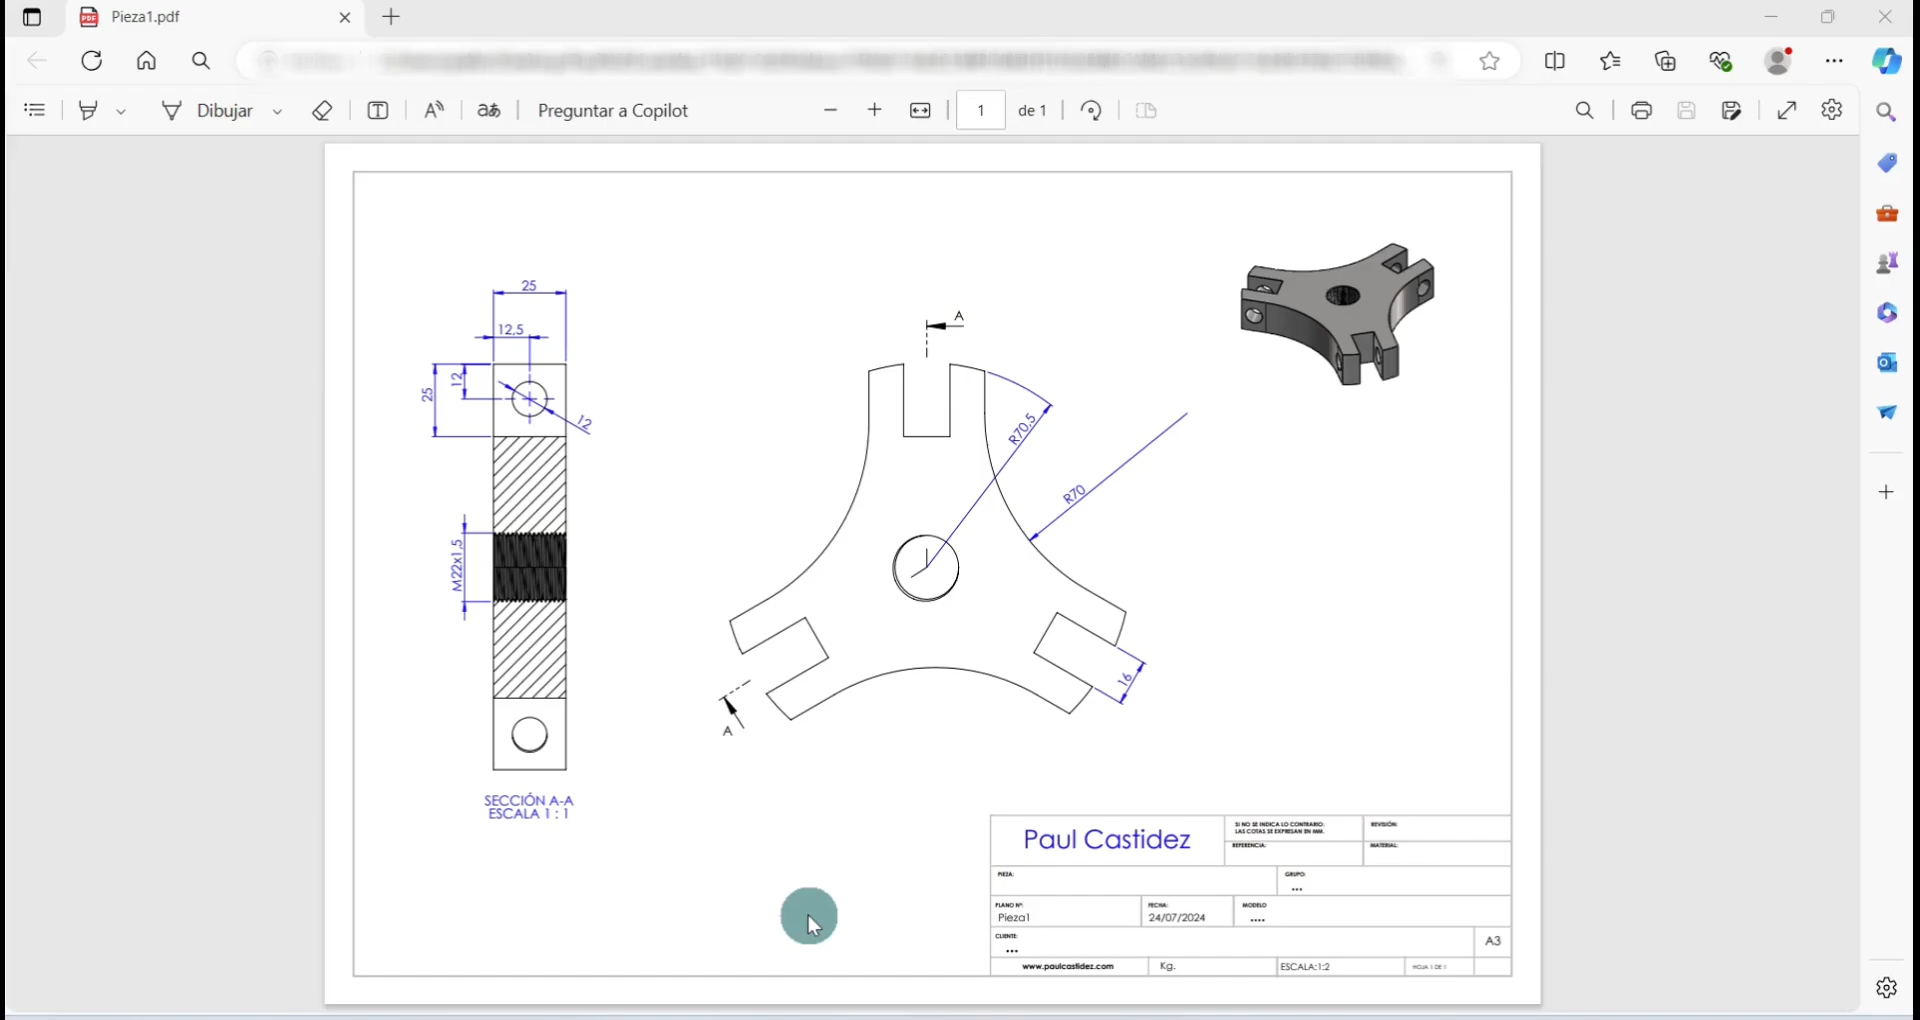 Pieza1.pdf
Dibujar
Preguntar a Copilot
1 de 1
25
12,5
12
25
12
M22x1,5
SECCIÓN A-A
ESCALA 1 : 1
A
R70,5
R70
16
A
Paul Castidez
SI NO SE INDICA LO CONTRARIO:
LAS COTAS SE EXPRESAN EN MM.
REVISIÓN:
REFERENCIA:
MATERIAL:
PIEZA:
GRUPO:
...
PLANO Nº:
Pieza1
FECHA:
24/07/2024
MODELO
....
CLIENTE:
...
A3
www.paulcastidez.com
Kg.
ESCALA:1:2
HOJA 1 DE 1